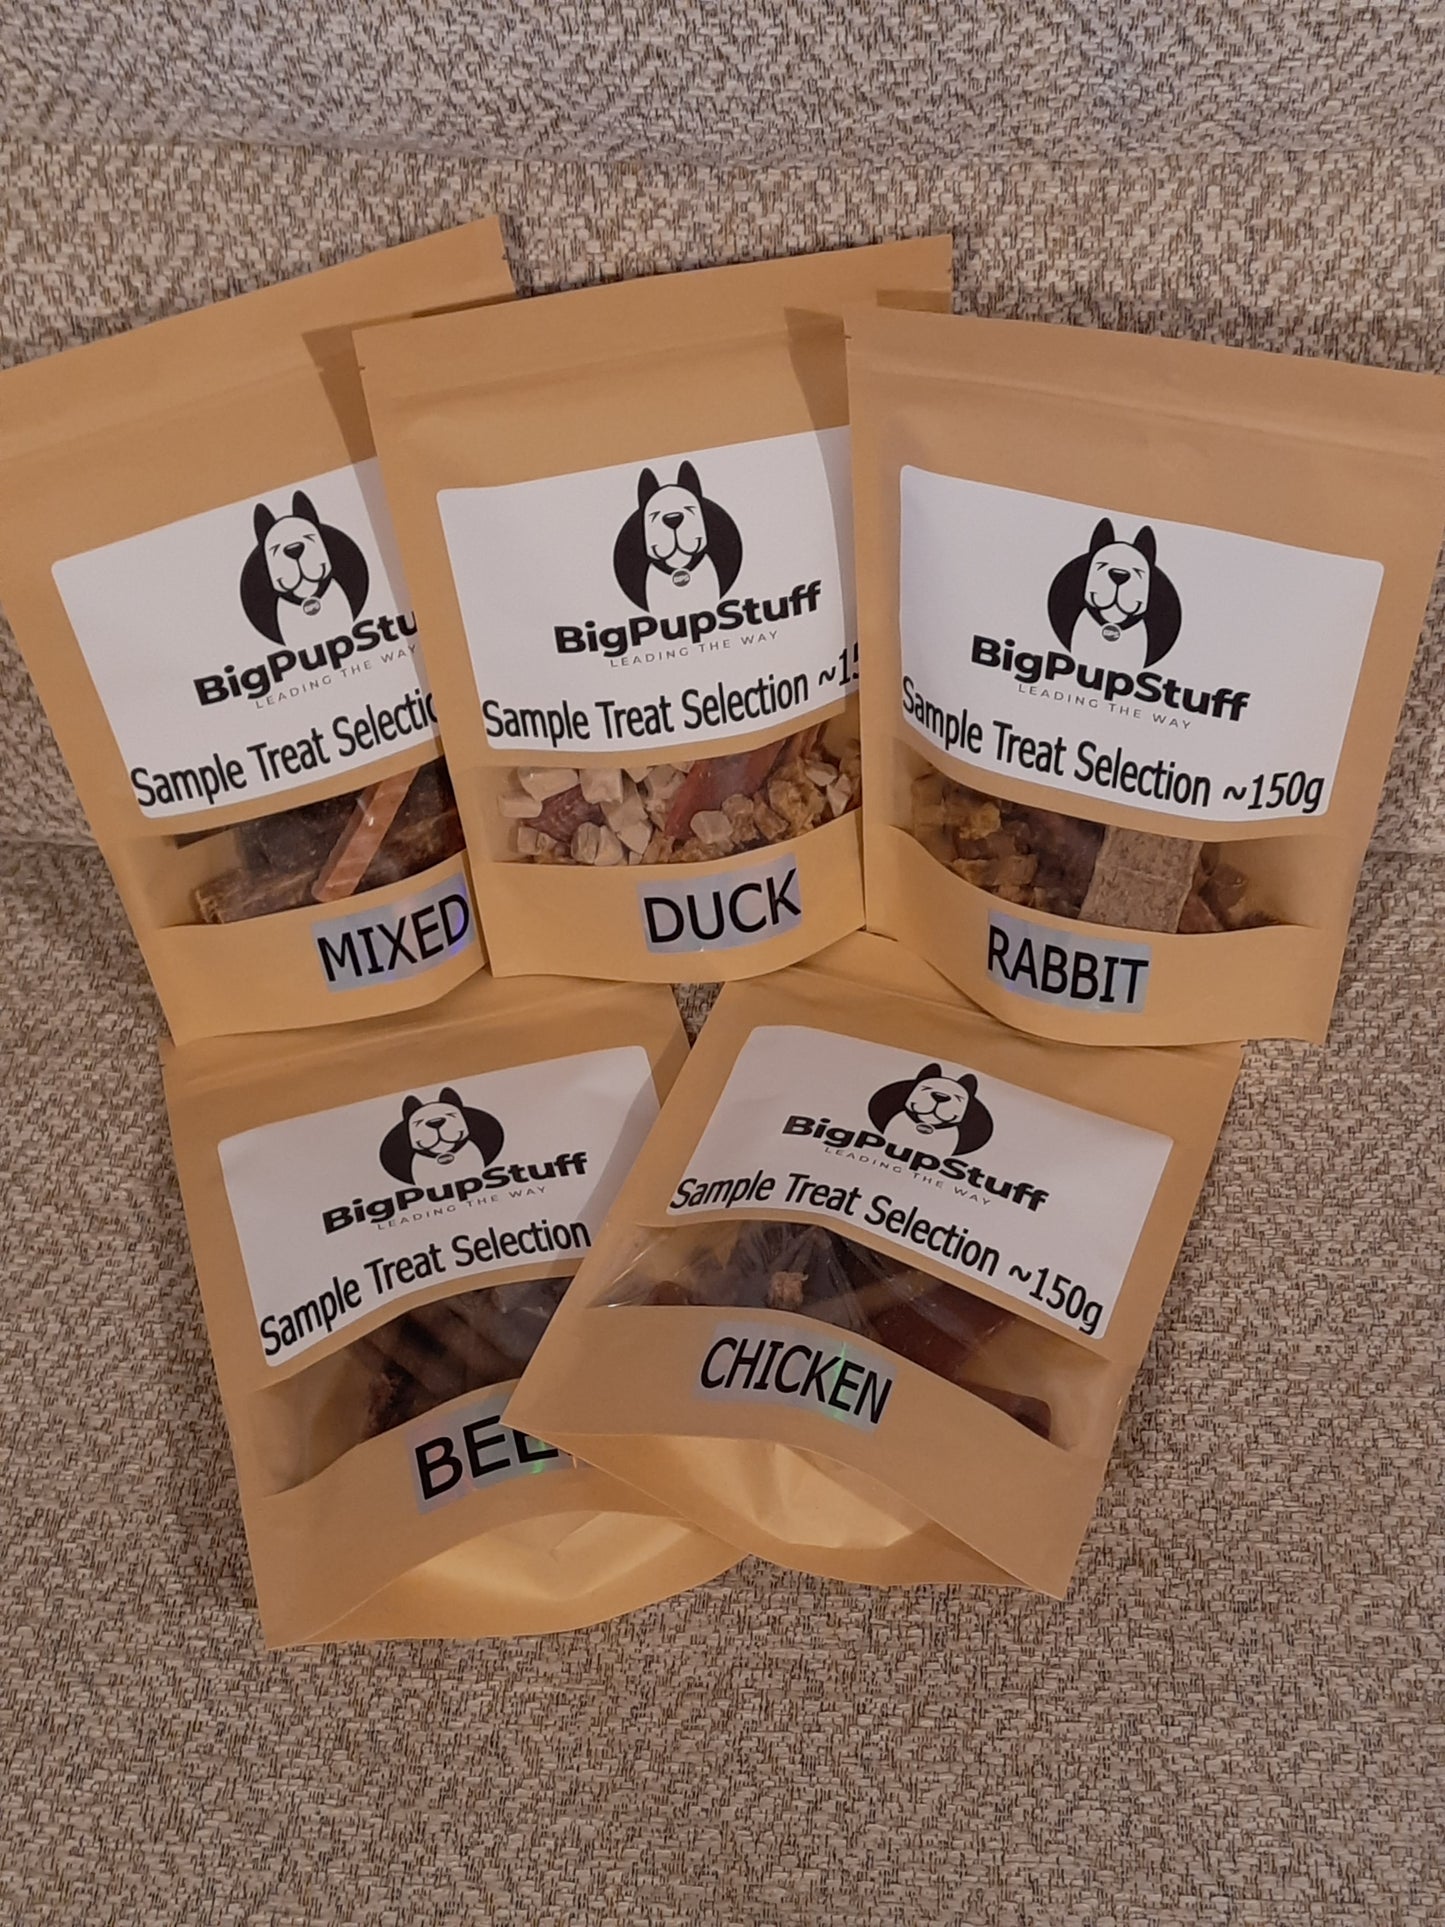 BigPupStu
LEADING THE WAY
Sample Treat Selectio
MIXED
BigPupStuff
LEADING THE WAY
Sample Treat Selection ~15
DUCK
BigPupStuff
LEADING THE WAY
Sample Treat Selection ~150g
RABBIT
BigPupStuff
LEADING THE WAY
Sample Treat Selection
BEE
BigPupStuff
LEADING THE WAY
Sample Treat Selection ~150g
CHICKEN